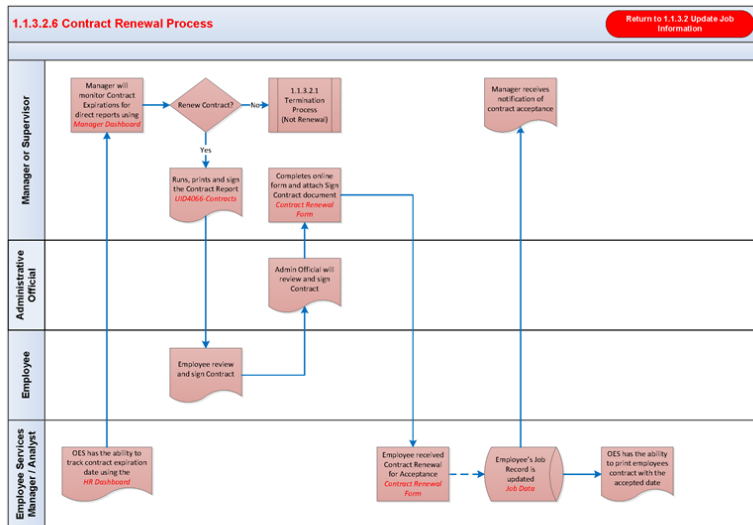 1.1.3.2.6 Contract Renewal Process
Return to 1.1.3.2 Update Job
Information
Manager or Supervisor
Manager will
monitor Contract
Expirations for
direct reports using
Manager Dashboard
Renew Contract?
No
1.1.3.2.1
Termination
Process
(Not Renewal)
Manager receives
notification of
contract acceptance
Yes
Runs, prints and sign
the Contract Report
UID4066-Contracts
Completes online
form and attach Sign
Contract document
Contract Renewal
Form
Administrative
Official
Admin Official will
review and sign
Contract
Employee
Employee review
and sign Contract
Employee Services
Manager / Analyst
OES has the ability to
track contract expiration
date using the
HR Dashboard
Employee received
Contract Renewal
for Acceptance
Contract Renewal
Form
Employee's Job
Record is
updated
Job Data
OES has the ability
to print employees
contract with the
accepted date